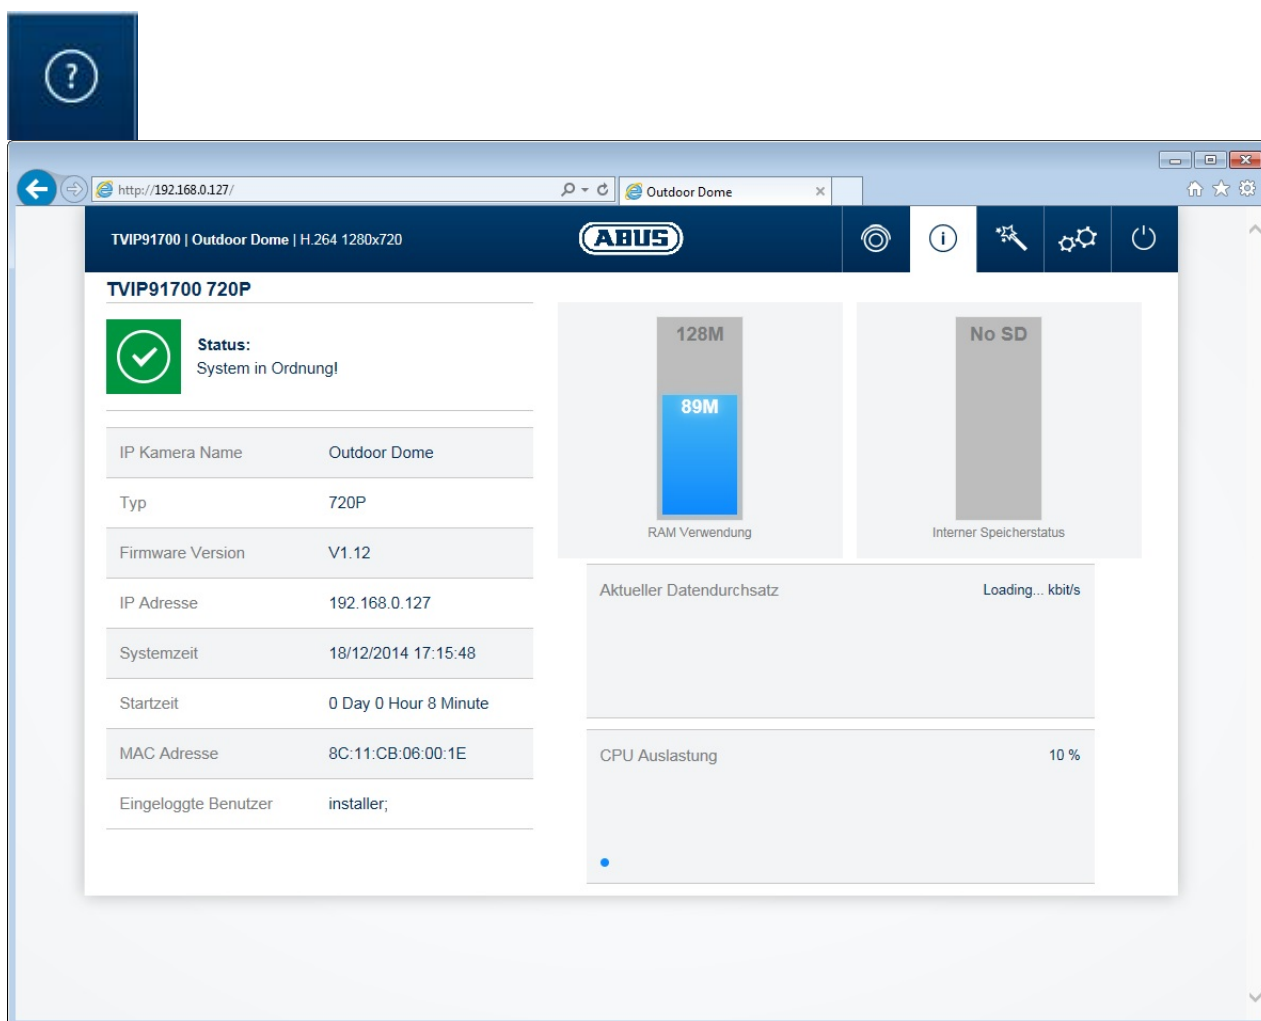 ?
http://192.168.0.127/
Outdoor Dome
TVIP91700 | Outdoor Dome | H.264 1280x720
ABUS
i
TVIP91700 720P
Status:
System in Ordnung!
IP Kamera Name Outdoor Dome
Typ 720P
Firmware Version V1.12
IP Adresse 192.168.0.127
Systemzeit 18/12/2014 17:15:48
Startzeit 0 Day 0 Hour 8 Minute
MAC Adresse 8C:11:CB:06:00:1E
Eingeloggte Benutzer installer;
128M
89M
RAM Verwendung
No SD
Interner Speicherstatus
Aktueller Datendurchsatz Loading... kbit/s
CPU Auslastung 10 %